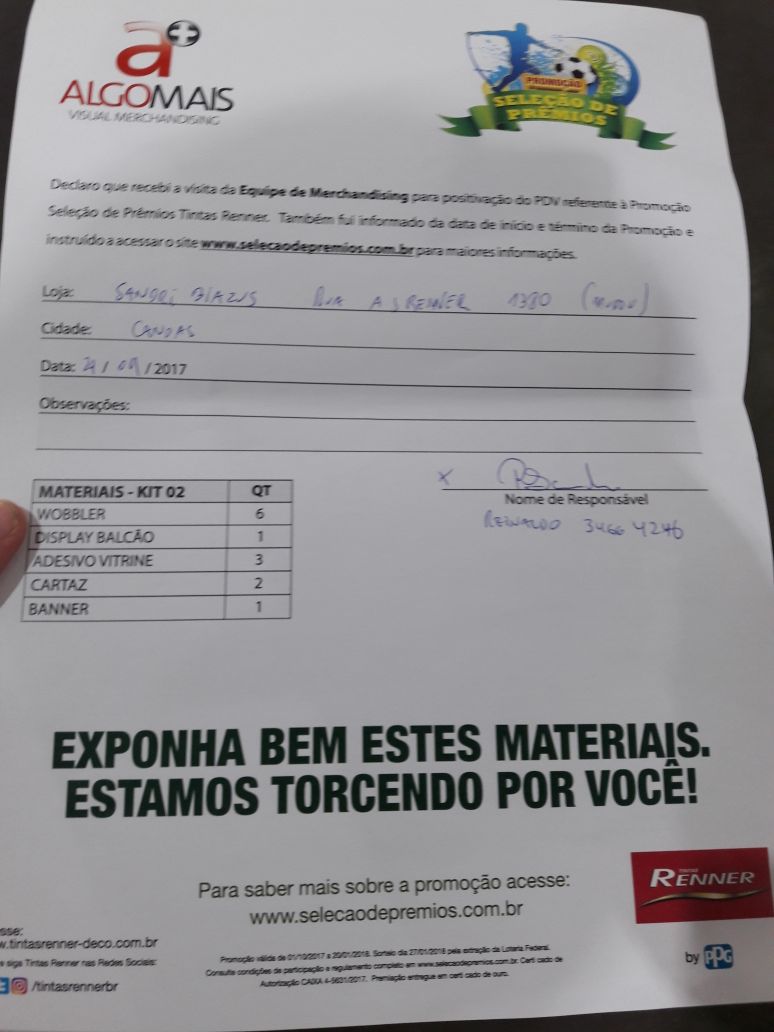 a+
ALGOMAIS
VISUAL MERCHANDISING
PROMOÇÃO
SELEÇÃO DE
PRÊMIOS
Declaro que recebi a visita da Equipe de Merchandising para positivação do PDV referente à Promoção
Seleção de Prêmios Tintas Renner. Também fui informado da data de início e término da Promoção e
instruído a acessar o site www.selecaodepremios.com.br para maiores informações.
Loja: SANDRI BIAZUS RUA A J RENNER 1380
Cidade: CANOAS
Data: 29 / 09 / 2017
Observações:
MATERIAIS - KIT 02 QT
WOBBLER 6
DISPLAY BALCÃO 1
ADESIVO VITRINE 3
CARTAZ 2
BANNER 1
X
Nome de Responsável
REINALDO 3466 4246
EXPONHA BEM ESTES MATERIAIS.
ESTAMOS TORCENDO POR VOCÊ!
Para saber mais sobre a promoção acesse:
www.selecaodepremios.com.br
TINTAS
RENNER
by PPG
sse:
w.tintasrenner-deco.com.br
e siga Tintas Renner nas Redes Sociais:
/tintasrennerbr
Promoção válida de 01/10/2017 a 20/01/2018. Sorteio dia 27/01/2018 pela extração da Loteria Federal.
Consulte condições de participação e regulamento completo em www.selecaodepremios.com.br. Certi cado de
Autorização CAIXA 4-5631/2017. Premiação entregue em certi cado de ouro.